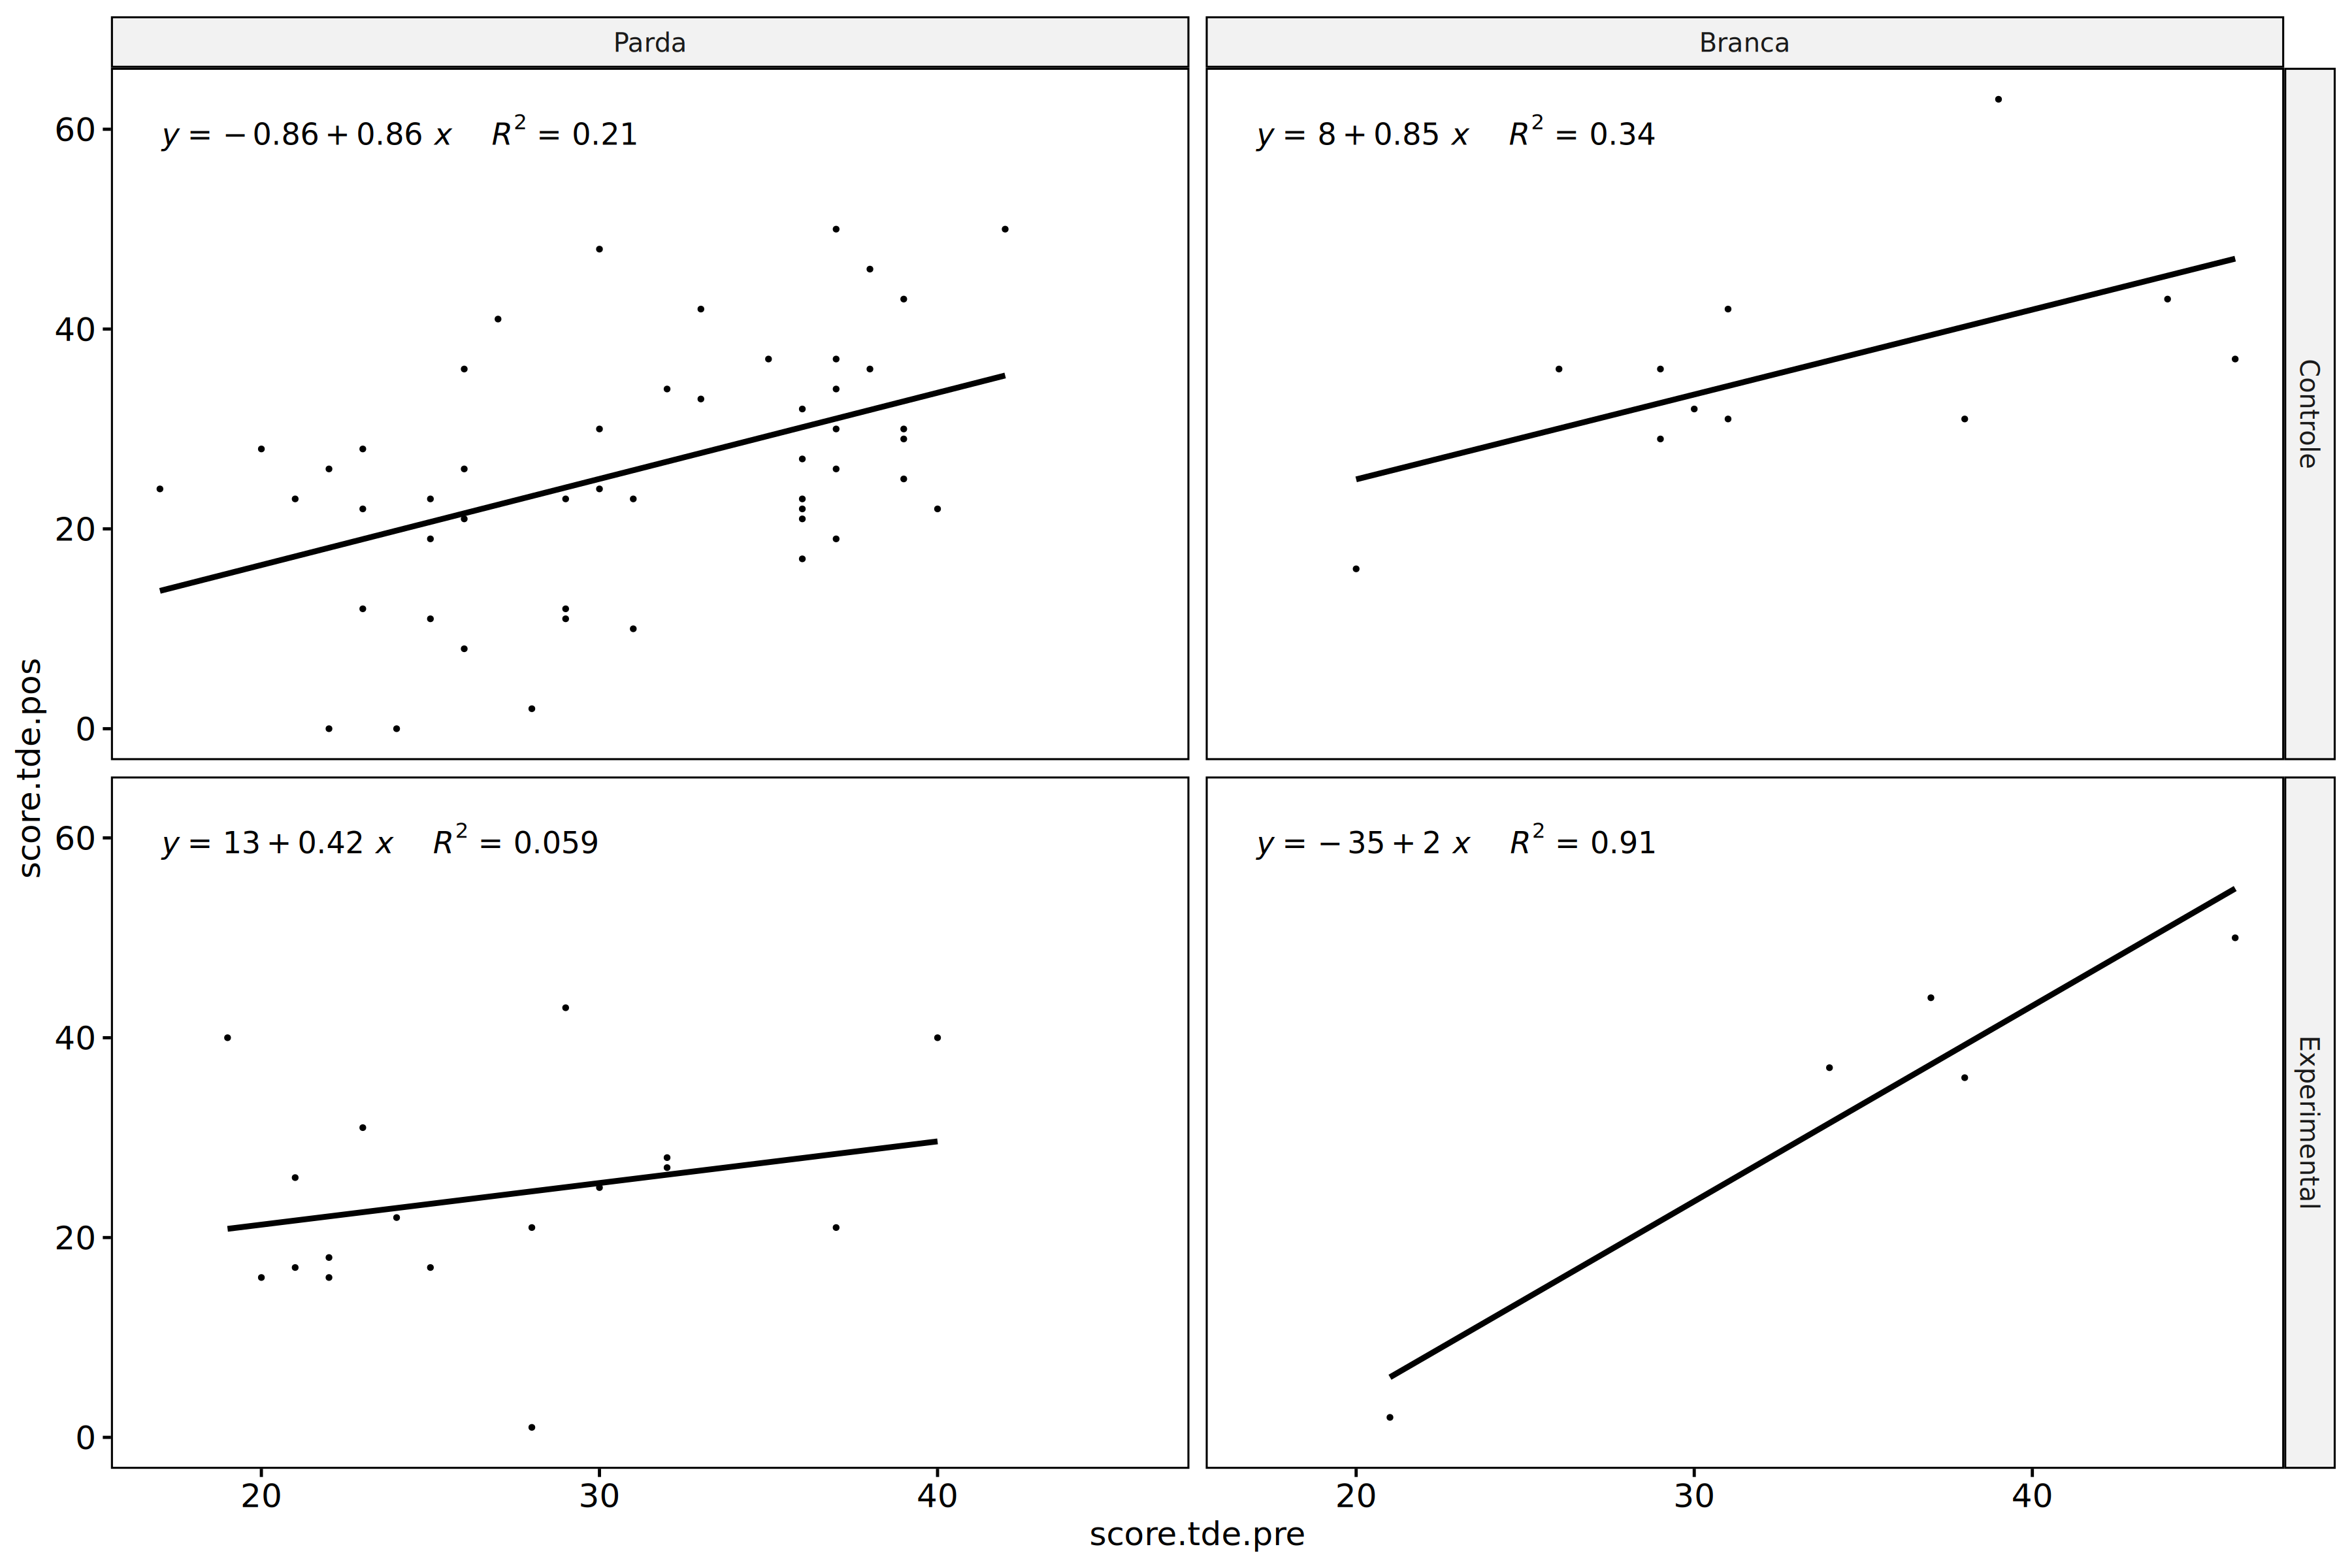 Parda
Branca
y = − 0.86 + 0.86 x R² = 0.21
y = 8 + 0.85 x R² = 0.34
Controle
60
40
20
0
y = 13 + 0.42 x R² = 0.059
y = − 35 + 2 x R² = 0.91
Experimental
60
40
20
0
score.tde.pos
20 30 40 20 30 40
score.tde.pre